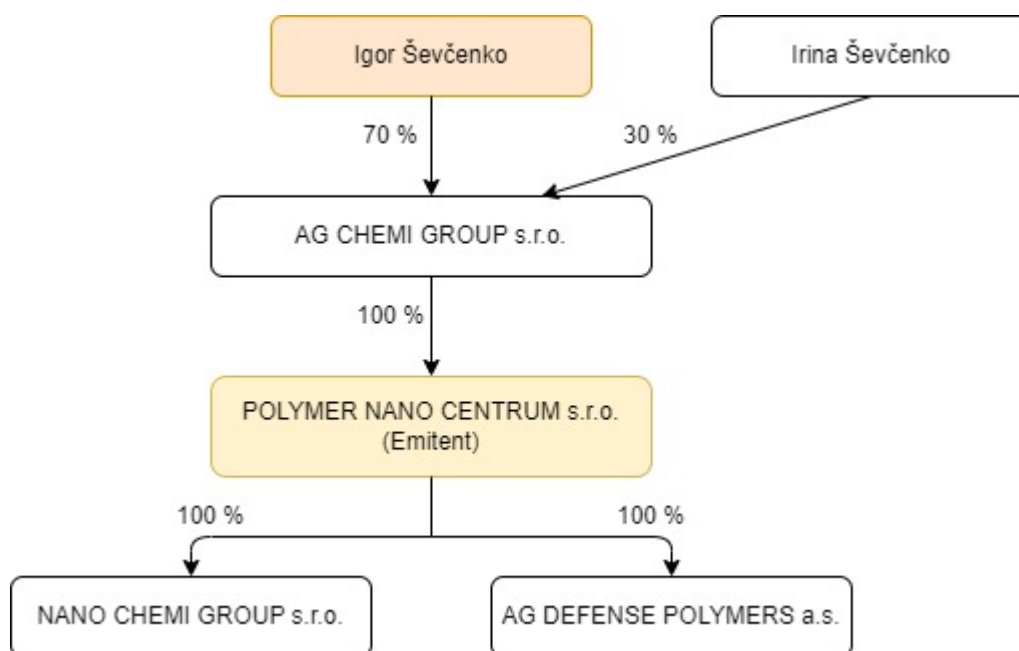 Igor Ševčenko
Irina Ševčenko
70 %
30 %
AG CHEMI GROUP s.r.o.
100 %
POLYMER NANO CENTRUM s.r.o.
(Emitent)
100 %
100 %
NANO CHEMI GROUP s.r.o.
AG DEFENSE POLYMERS a.s.